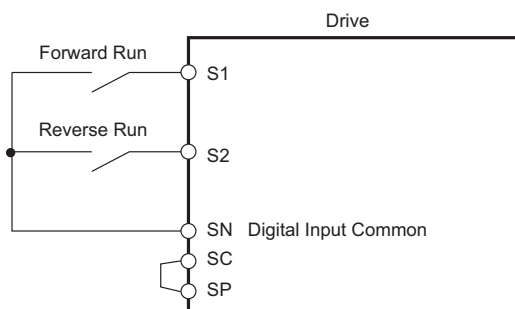 Drive
Forward Run
S1
Reverse Run
S2
SN Digital Input Common
SC
SP